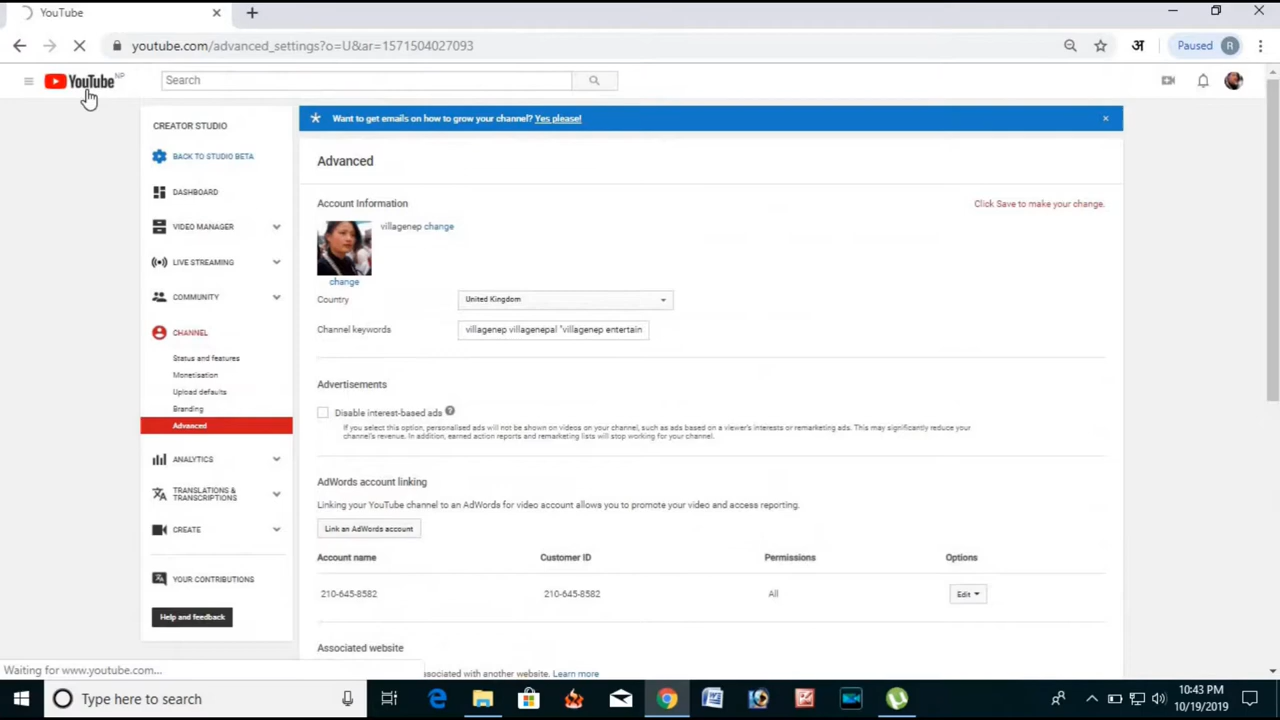 YouTube
youtube.com/advanced_settings?o=U&ar=1571504027093
अ
Paused
R
YouTube NP
Search
CREATOR STUDIO
BACK TO STUDIO BETA
DASHBOARD
VIDEO MANAGER
LIVE STREAMING
COMMUNITY
CHANNEL
Status and features
Monetisation
Upload defaults
Branding
Advanced
ANALYTICS
TRANSLATIONS &
TRANSCRIPTIONS
CREATE
YOUR CONTRIBUTIONS
Help and feedback
Want to get emails on how to grow your channel? Yes please!
Advanced
Account Information
Click Save to make your change.
villagenep change
change
Country
United Kingdom
Channel keywords
villagenep villagenepal "villagenep entertain
Advertisements
Disable interest-based ads
If you select this option, personalised ads will not be shown on videos on your channel, such as ads based on a viewer's interests or remarketing ads. This may significantly reduce your
channel's revenue. In addition, earned action reports and remarketing lists will stop working for your channel.
AdWords account linking
Linking your YouTube channel to an AdWords for video account allows you to promote your video and access reporting.
Link an AdWords account
Account name Customer ID Permissions Options
210-645-8582 210-645-8582 All Edit
Associated website
associated with another website. Learn more
Waiting for www.youtube.com...
Type here to search
10:43 PM
10/19/2019